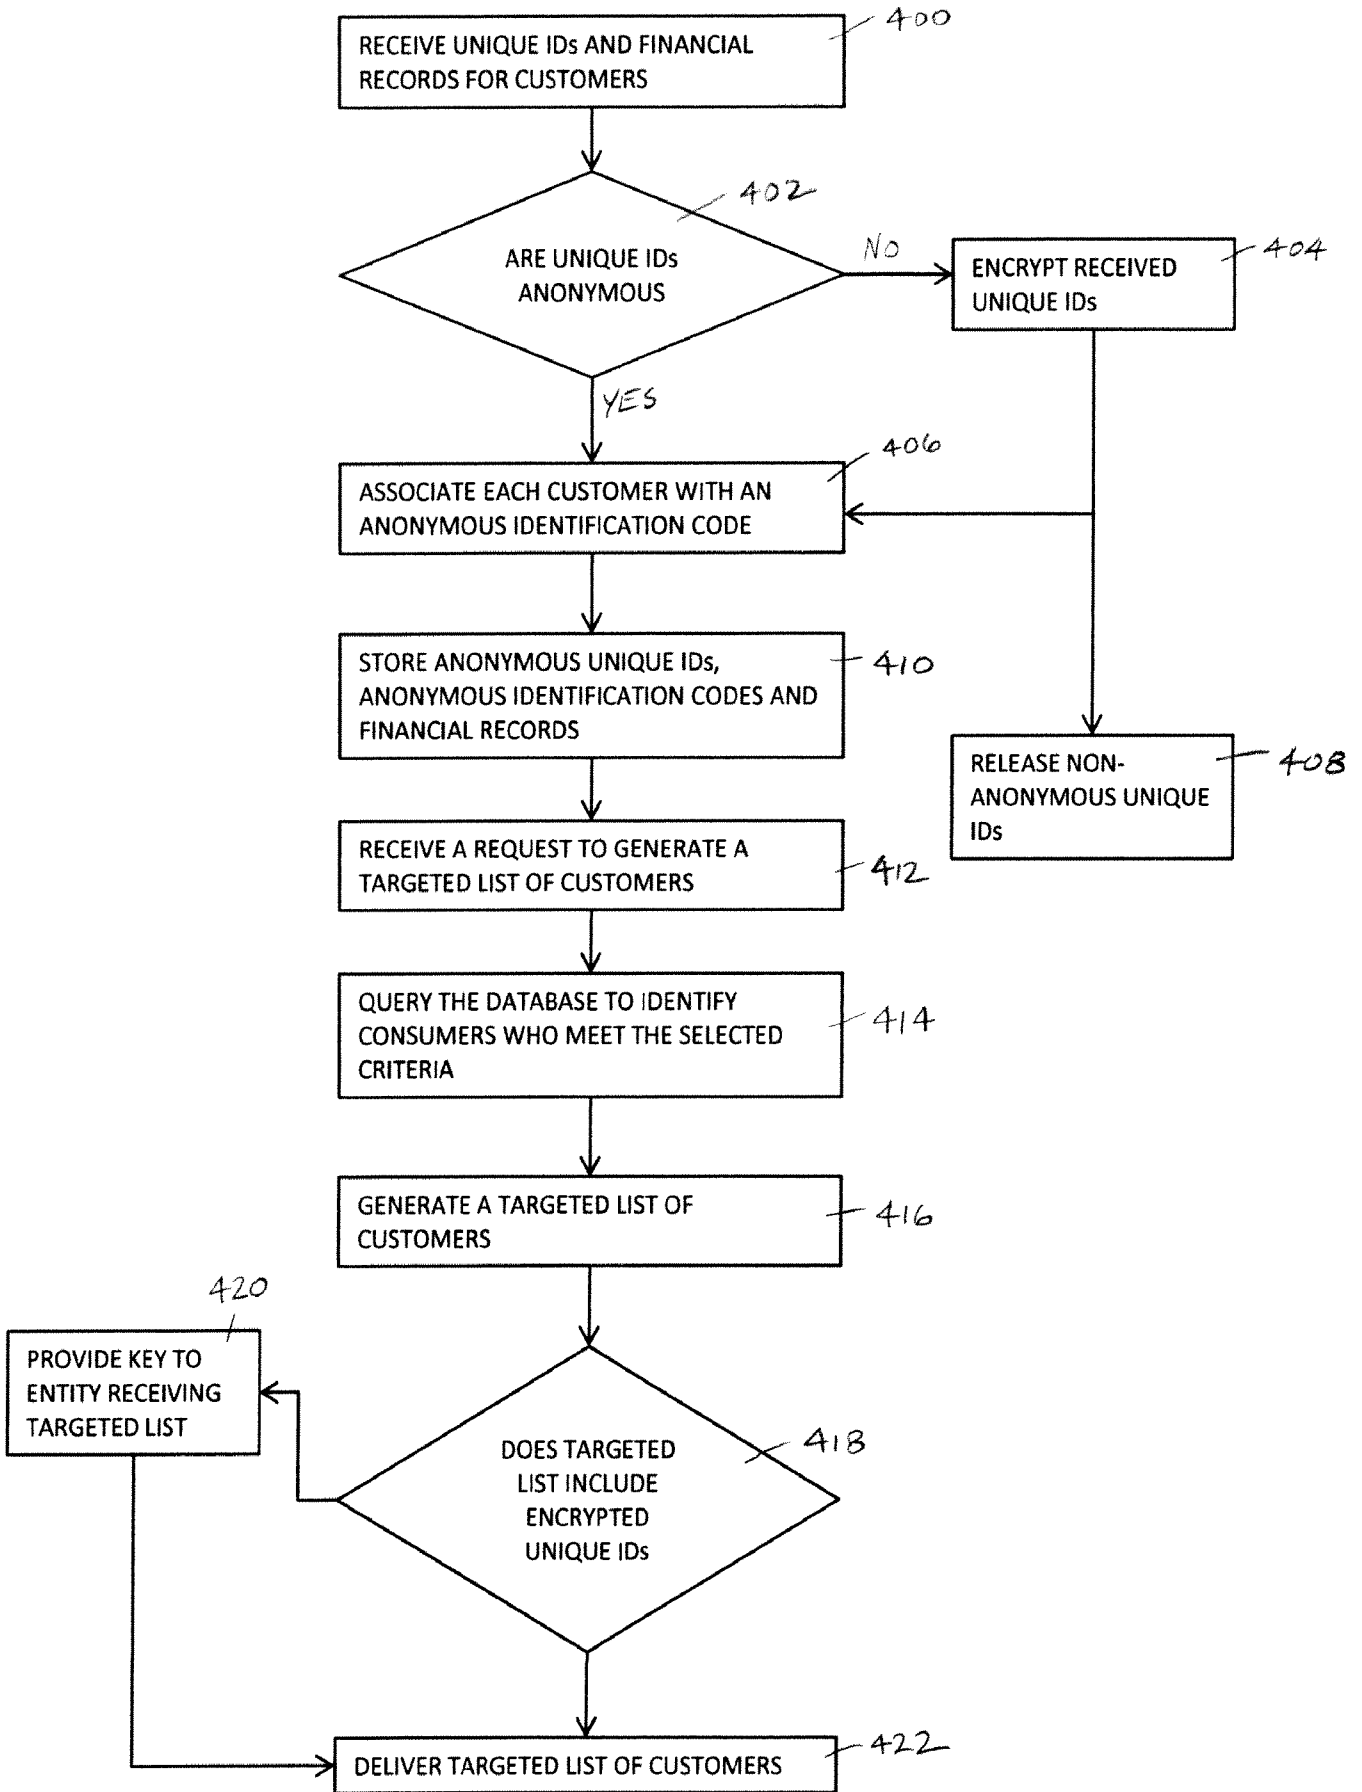 400
RECEIVE UNIQUE IDs AND FINANCIAL
RECORDS FOR CUSTOMERS
402
ARE UNIQUE IDs
ANONYMOUS
NO
404
ENCRYPT RECEIVED
UNIQUE IDs
YES
406
ASSOCIATE EACH CUSTOMER WITH AN
ANONYMOUS IDENTIFICATION CODE
STORE ANONYMOUS UNIQUE IDs,
ANONYMOUS IDENTIFICATION CODES AND
FINANCIAL RECORDS
410
RELEASE NON-
ANONYMOUS UNIQUE
IDs
408
RECEIVE A REQUEST TO GENERATE A
TARGETED LIST OF CUSTOMERS
412
QUERY THE DATABASE TO IDENTIFY
CONSUMERS WHO MEET THE SELECTED
CRITERIA
414
GENERATE A TARGETED LIST OF
CUSTOMERS
416
420
PROVIDE KEY TO
ENTITY RECEIVING
TARGETED LIST
DOES TARGETED
LIST INCLUDE
ENCRYPTED
UNIQUE IDs
418
DELIVER TARGETED LIST OF CUSTOMERS
422